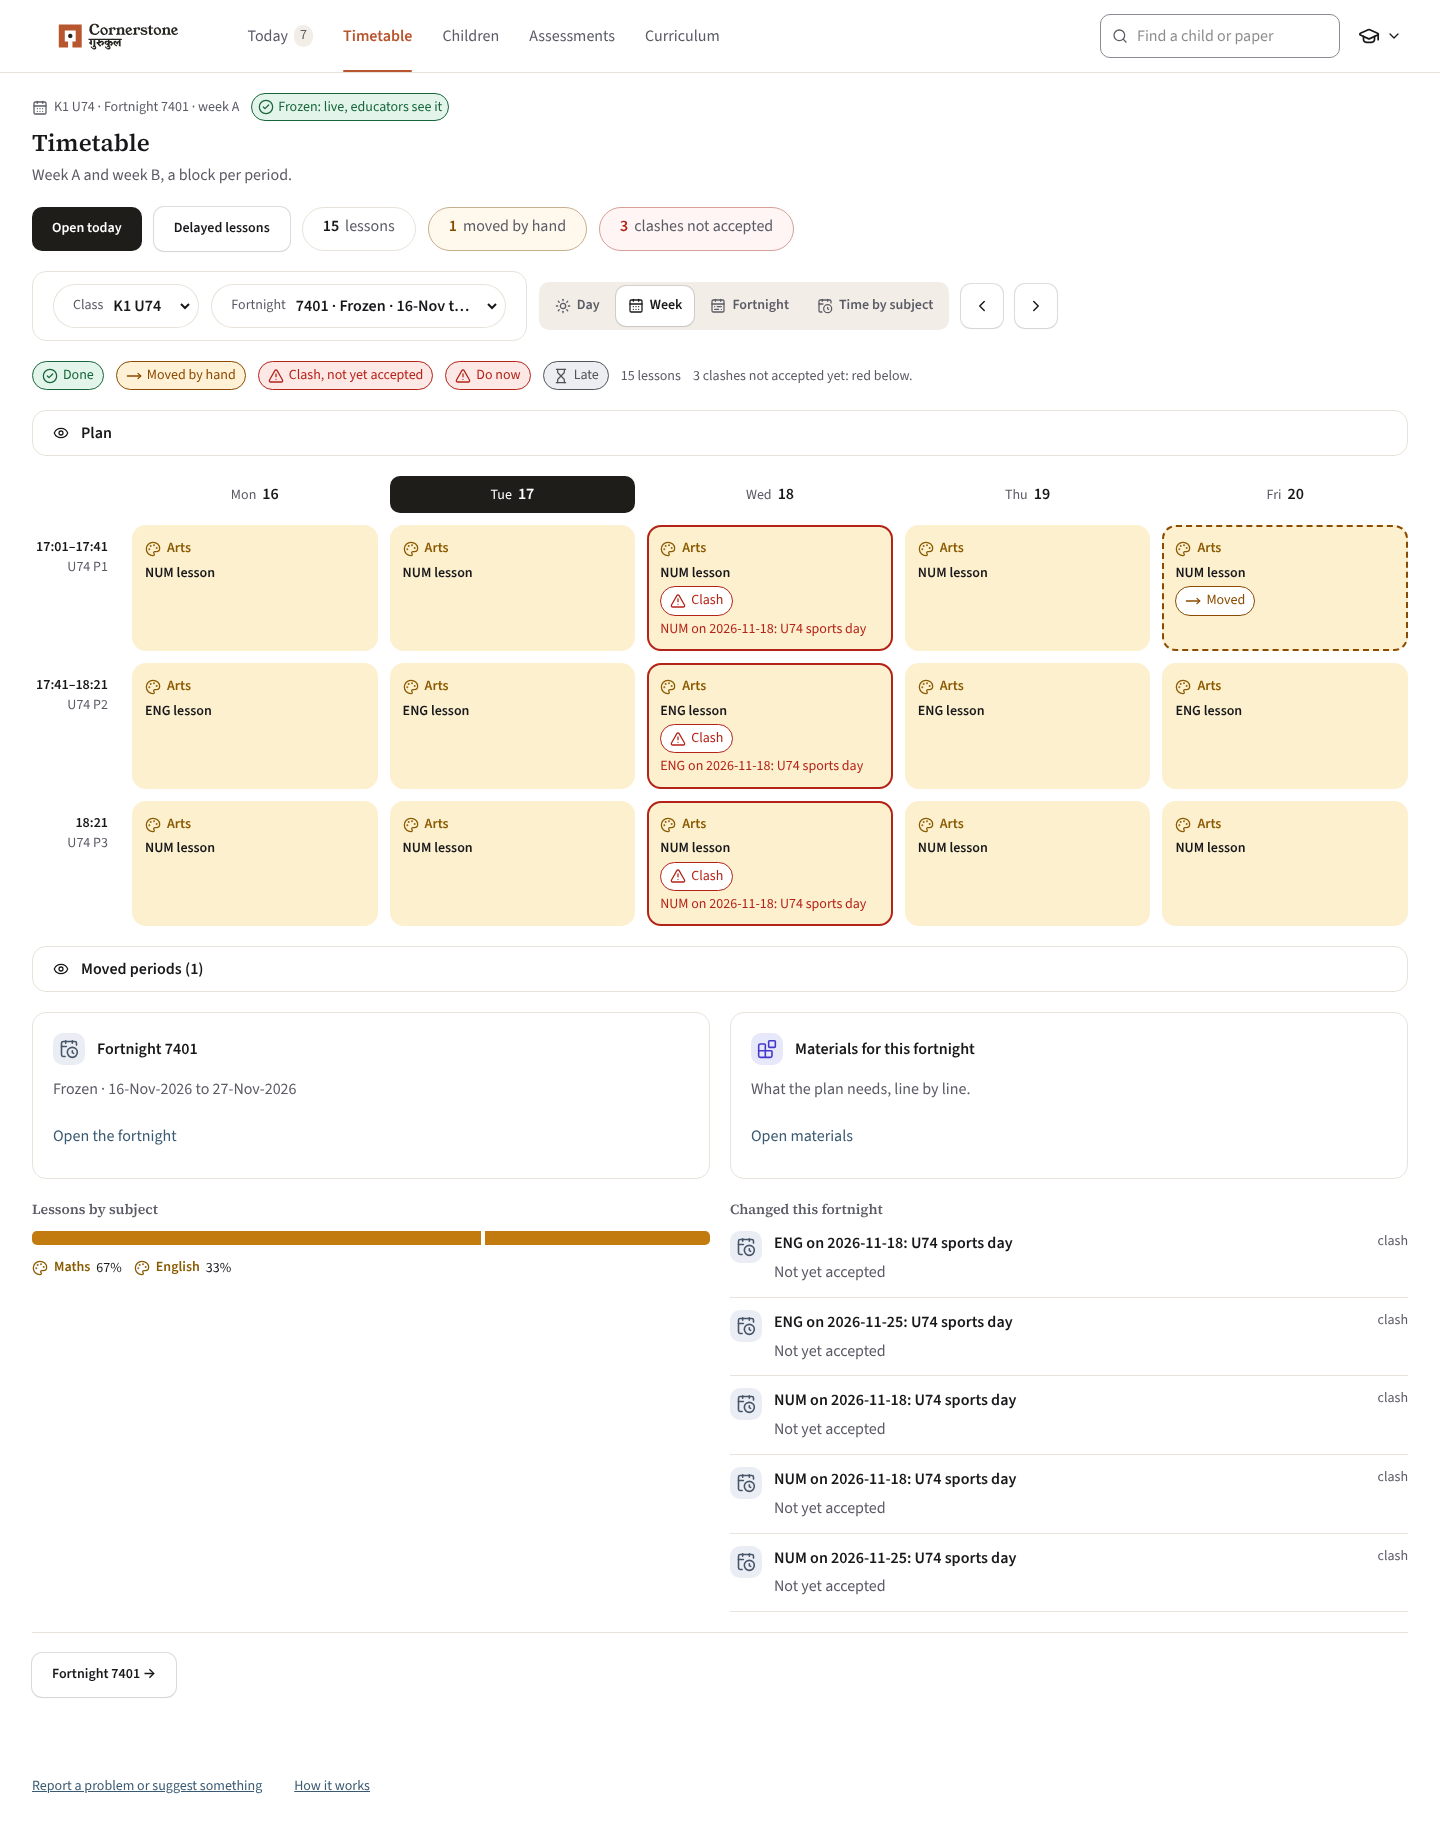 Cornerstone
गुरुकुल
Today 7
Timetable
Children
Assessments
Curriculum
Find a child or paper
K1 U74 · Fortnight 7401 · week A
Frozen: live, educators see it
Timetable
Week A and week B, a block per period.
Open today
Delayed lessons
15 lessons
1 moved by hand
3 clashes not accepted
Class K1 U74
Fortnight 7401 · Frozen · 16-Nov t...
Day
Week
Fortnight
Time by subject
Done
Moved by hand
Clash, not yet accepted
Do now
Late
15 lessons
3 clashes not accepted yet: red below.
Plan
Mon 16
Tue 17
Wed 18
Thu 19
Fri 20
17:01–17:41
U74 P1
Arts
NUM lesson
Arts
NUM lesson
Arts
NUM lesson
Clash
NUM on 2026-11-18: U74 sports day
Arts
NUM lesson
Arts
NUM lesson
Moved
17:41–18:21
U74 P2
Arts
ENG lesson
Arts
ENG lesson
Arts
ENG lesson
Clash
ENG on 2026-11-18: U74 sports day
Arts
ENG lesson
Arts
ENG lesson
18:21
U74 P3
Arts
NUM lesson
Arts
NUM lesson
Arts
NUM lesson
Clash
NUM on 2026-11-18: U74 sports day
Arts
NUM lesson
Arts
NUM lesson
Moved periods (1)
Fortnight 7401
Frozen · 16-Nov-2026 to 27-Nov-2026
Open the fortnight
Materials for this fortnight
What the plan needs, line by line.
Open materials
Lessons by subject
Maths 67%
English 33%
Changed this fortnight
ENG on 2026-11-18: U74 sports day
clash
Not yet accepted
ENG on 2026-11-25: U74 sports day
clash
Not yet accepted
NUM on 2026-11-18: U74 sports day
clash
Not yet accepted
NUM on 2026-11-18: U74 sports day
clash
Not yet accepted
NUM on 2026-11-25: U74 sports day
clash
Not yet accepted
Fortnight 7401 →
Report a problem or suggest something
How it works